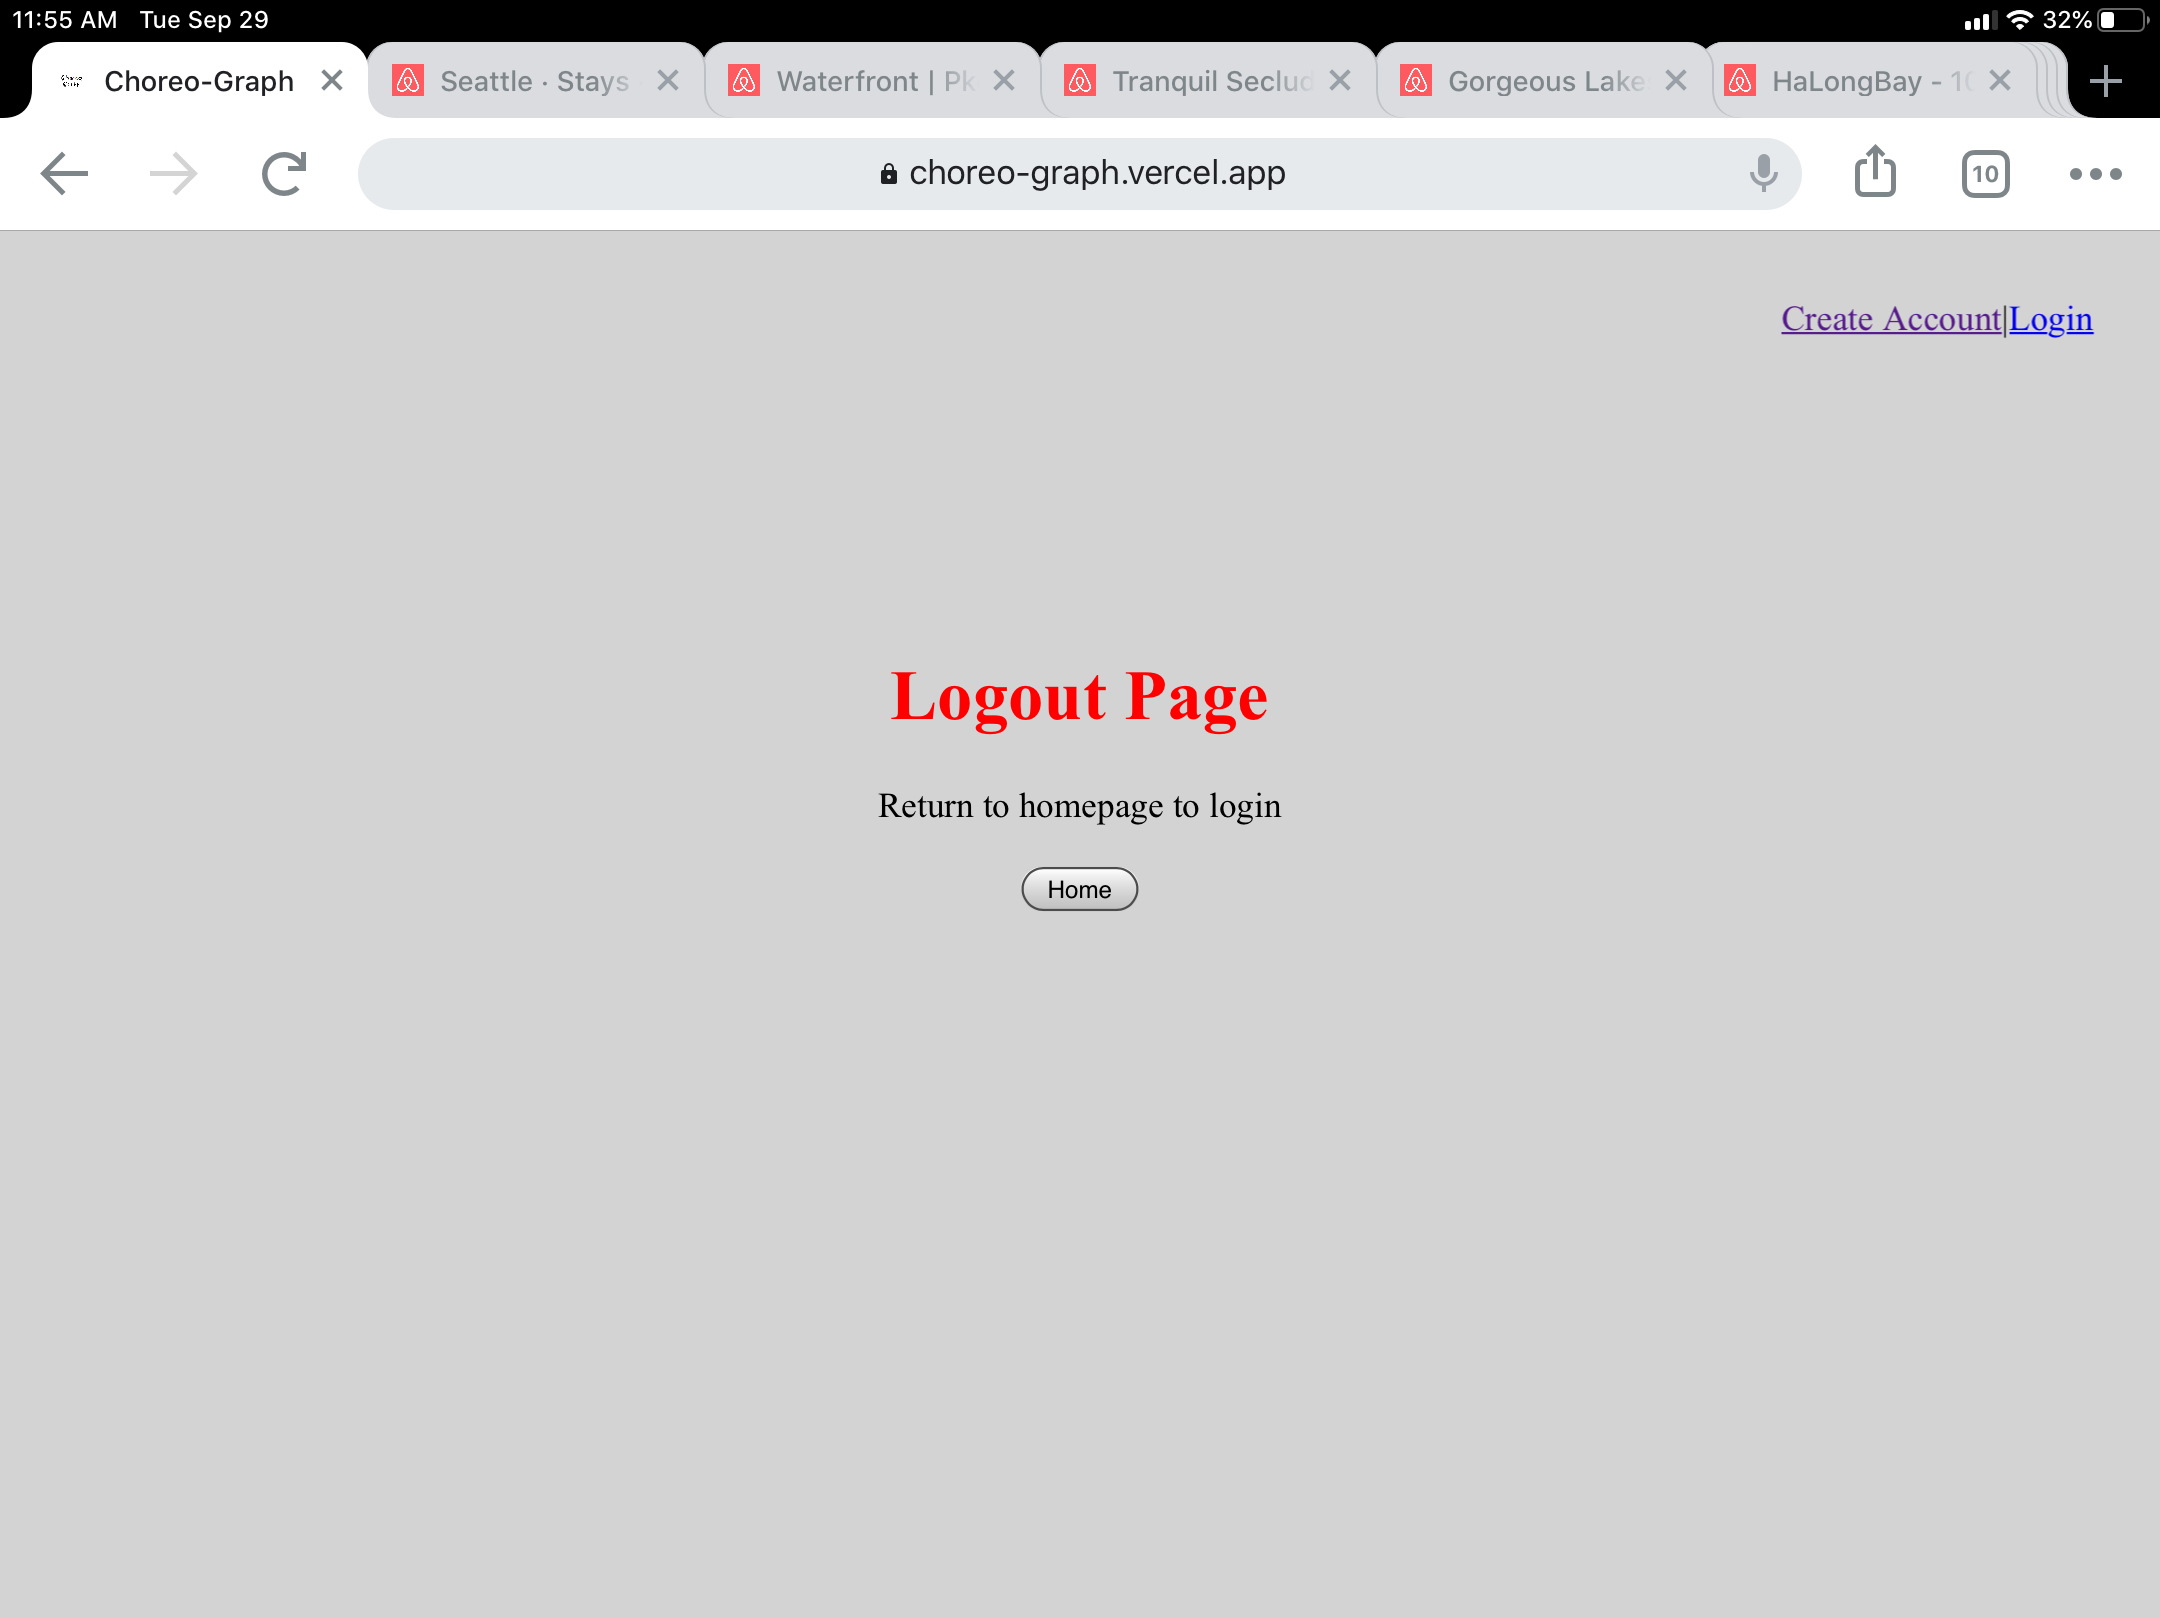 11:55 AM Tue Sep 29 32%
Choreo-Graph Seattle · Stays Waterfront | Pk Tranquil Seclud Gorgeous Lake HaLongBay - 10
choreo-graph.vercel.app 10
Create Account|Login
Logout Page
Return to homepage to login
Home